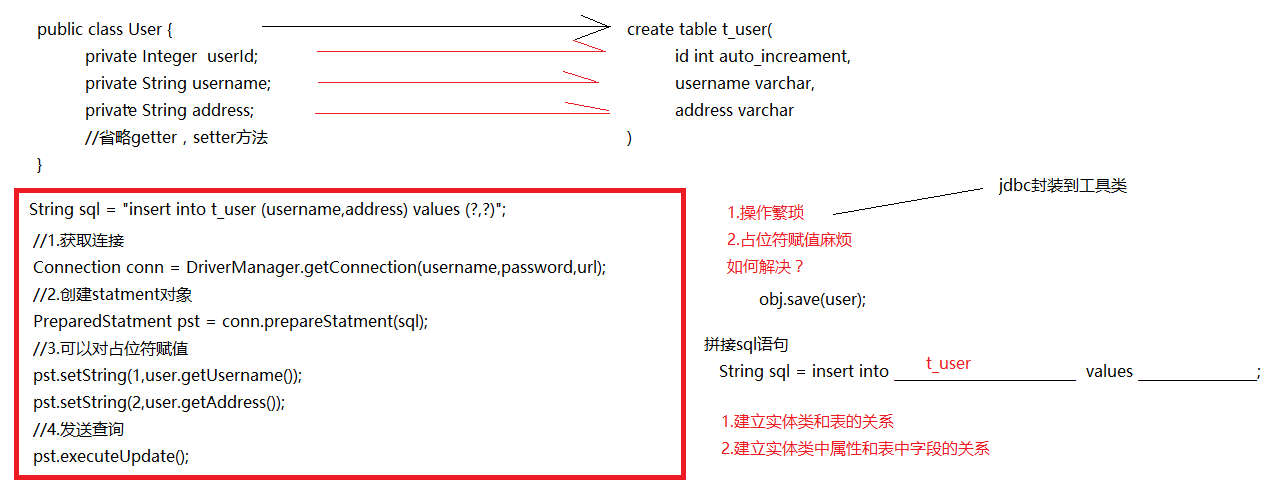 public class User {
private Integer  userId;
private String username;
private String address;
//省略getter，setter方法
}
create table t_user(
id int auto_increament,
username varchar,
address varchar
)
String sql = "insert into t_user (username,address) values (?,?)";
//1.获取连接
Connection conn = DriverManager.getConnection(username,password,url);
//2.创建statment对象
PreparedStatment pst = conn.prepareStatment(sql);
//3.可以对占位符赋值
pst.setString(1,user.getUsername());
pst.setString(2,user.getAddress());
//4.发送查询
pst.executeUpdate();
jdbc封装到工具类
1.操作繁琐
2.占位符赋值麻烦
如何解决？
obj.save(user);
拼接sql语句
String sql = insert into ___t_user___ values ___;
1.建立实体类和表的关系
2.建立实体类中属性和表中字段的关系